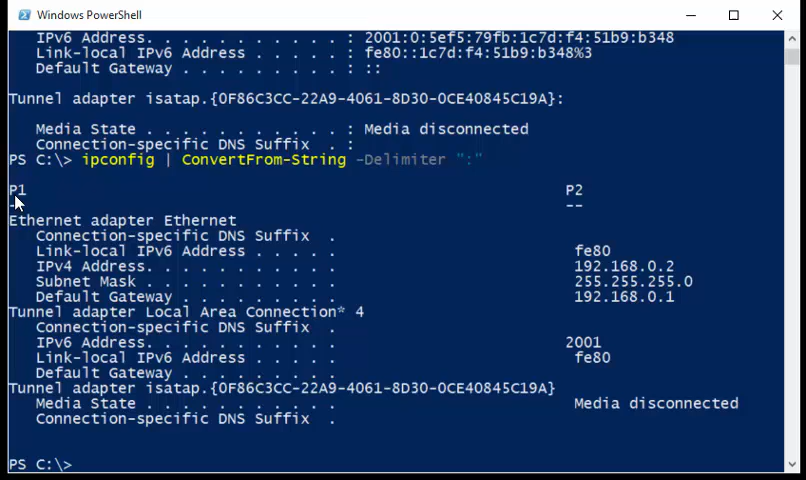 Windows PowerShell
IPv6 Address. . . . . . . . . . . : 2001:0:5ef5:79fb:1c7d:f4:51b9:b348
Link-local IPv6 Address . . . . . : fe80::1c7d:f4:51b9:b348%3
Default Gateway . . . . . . . . . : ::
Tunnel adapter isatap.{0F86C3CC-22A9-4061-8D30-0CE40845C19A}:
Media State . . . . . . . . . . . : Media disconnected
Connection-specific DNS Suffix  . :
PS C:\> ipconfig | ConvertFrom-String -Delimiter ":"
P1 P2
-- --
Ethernet adapter Ethernet
Connection-specific DNS Suffix  .
Link-local IPv6 Address . . . . . fe80
IPv4 Address. . . . . . . . . . . 192.168.0.2
Subnet Mask . . . . . . . . . . . 255.255.255.0
Default Gateway . . . . . . . . . 192.168.0.1
Tunnel adapter Local Area Connection* 4
Connection-specific DNS Suffix  .
IPv6 Address. . . . . . . . . . . 2001
Link-local IPv6 Address . . . . . fe80
Default Gateway . . . . . . . . .
Tunnel adapter isatap.{0F86C3CC-22A9-4061-8D30-0CE40845C19A}
Media State . . . . . . . . . . . Media disconnected
Connection-specific DNS Suffix  .
PS C:\>